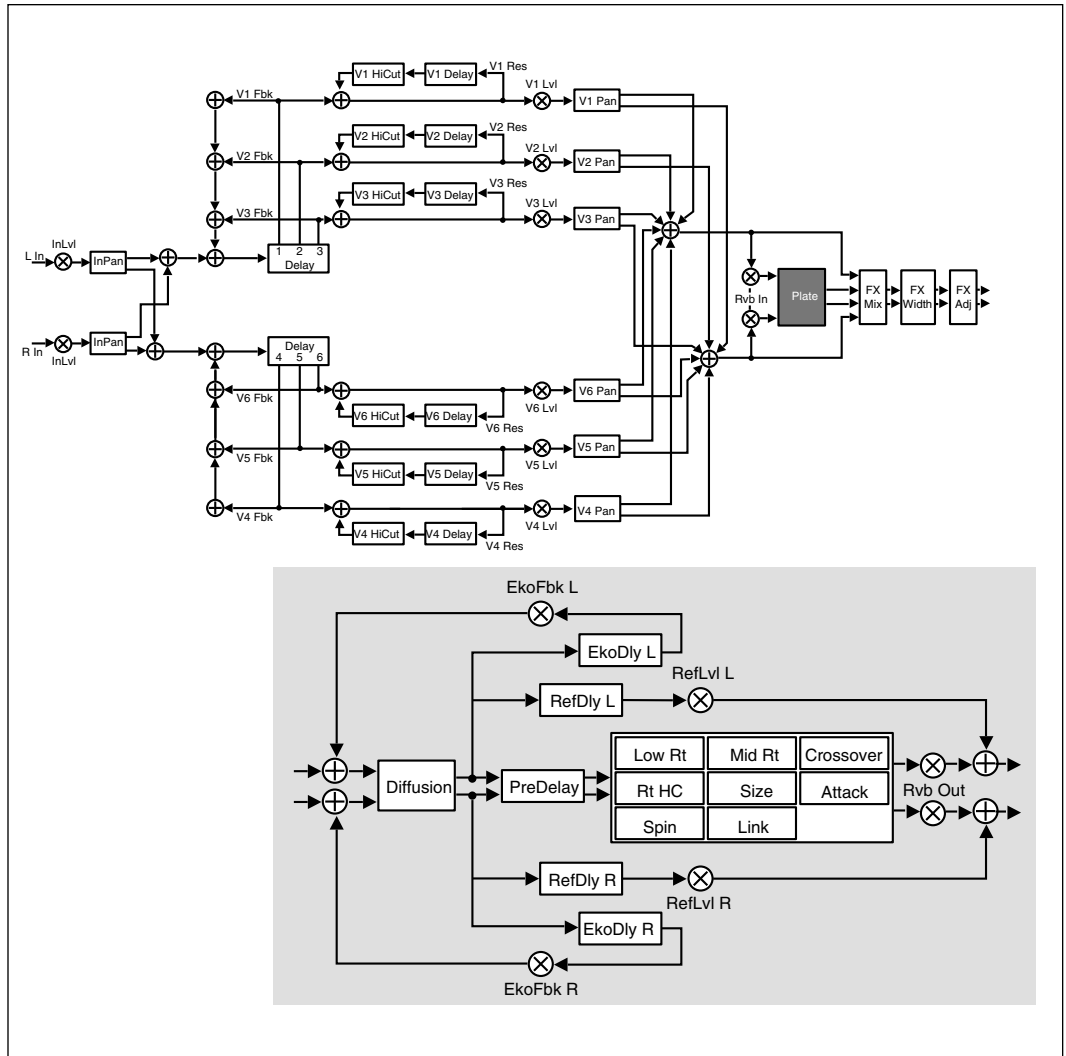 V1 Res
V1 HiCut
V1 Delay
V1 Lvl
V1 Fbk
V1 Pan
V2 Res
V2 HiCut
V2 Delay
V2 Lvl
V2 Fbk
V2 Pan
V3 Res
V3 HiCut
V3 Delay
V3 Lvl
V3 Fbk
V3 Pan
InLvl
L In
InPan
1 2 3
Delay
Rvb In
Plate
FX
Mix
FX
Width
FX
Adj
R In
InLvl
InPan
Delay
4 5 6
V6 Fbk
V6 HiCut
V6 Delay
V6 Res
V6 Lvl
V6 Pan
V5 Fbk
V5 HiCut
V5 Delay
V5 Res
V5 Lvl
V5 Pan
V4 Fbk
V4 HiCut
V4 Delay
V4 Res
V4 Lvl
V4 Pan
EkoFbk L
EkoDly L
RefDly L
RefLvl L
Diffusion
PreDelay
Low Rt
Mid Rt
Crossover
Rt HC
Size
Attack
Spin
Link
Rvb Out
RefDly R
RefLvl R
EkoDly R
EkoFbk R